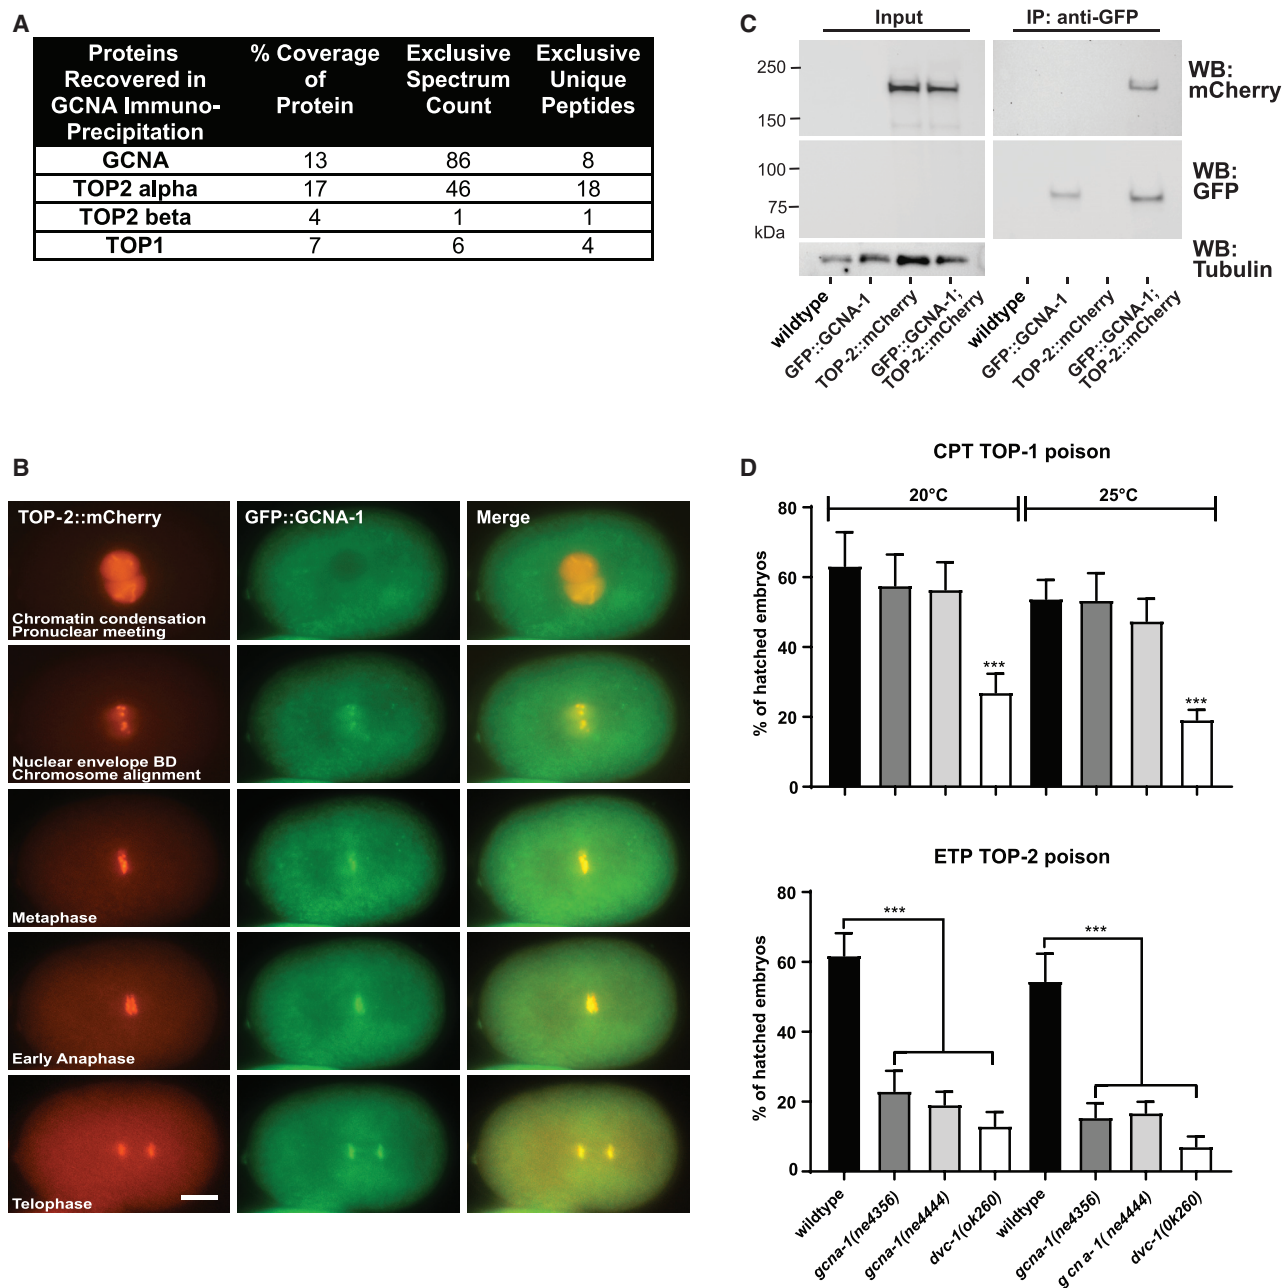 A
Proteins Recovered in GCNA Immuno-Precipitation % Coverage of Protein Exclusive Spectrum Count Exclusive Unique Peptides
GCNA 13 86 8
TOP2 alpha 17 46 18
TOP2 beta 4 1 1
TOP1 7 6 4
C
Input IP: anti-GFP
250
150
WB:
mCherry
100
75
kDa
WB:
GFP
WB:
Tubulin
wildtype
GFP::GCNA-1
TOP-2::mCherry
GFP::GCNA-1;
TOP-2::mCherry
wildtype
GFP::GCNA-1
TOP-2::mCherry
GFP::GCNA-1;
TOP-2::mCherry
B
TOP-2::mCherry GFP::GCNA-1 Merge
Chromatin condensation
Pronuclear meeting
Nuclear envelope BD
Chromosome alignment
Metaphase
Early Anaphase
Telophase
D
CPT TOP-1 poison
20°C 25°C
% of hatched embryos
80
60
40
20
0
***
***
ETP TOP-2 poison
% of hatched embryos
80
60
40
20
0
***
***
wildtype
gcna-1(ne4356)
gcna-1(ne4444)
dvc-1(ok260)
wildtype
gcna-1(ne4356)
gcna-1(ne4444)
dvc-1(0k260)